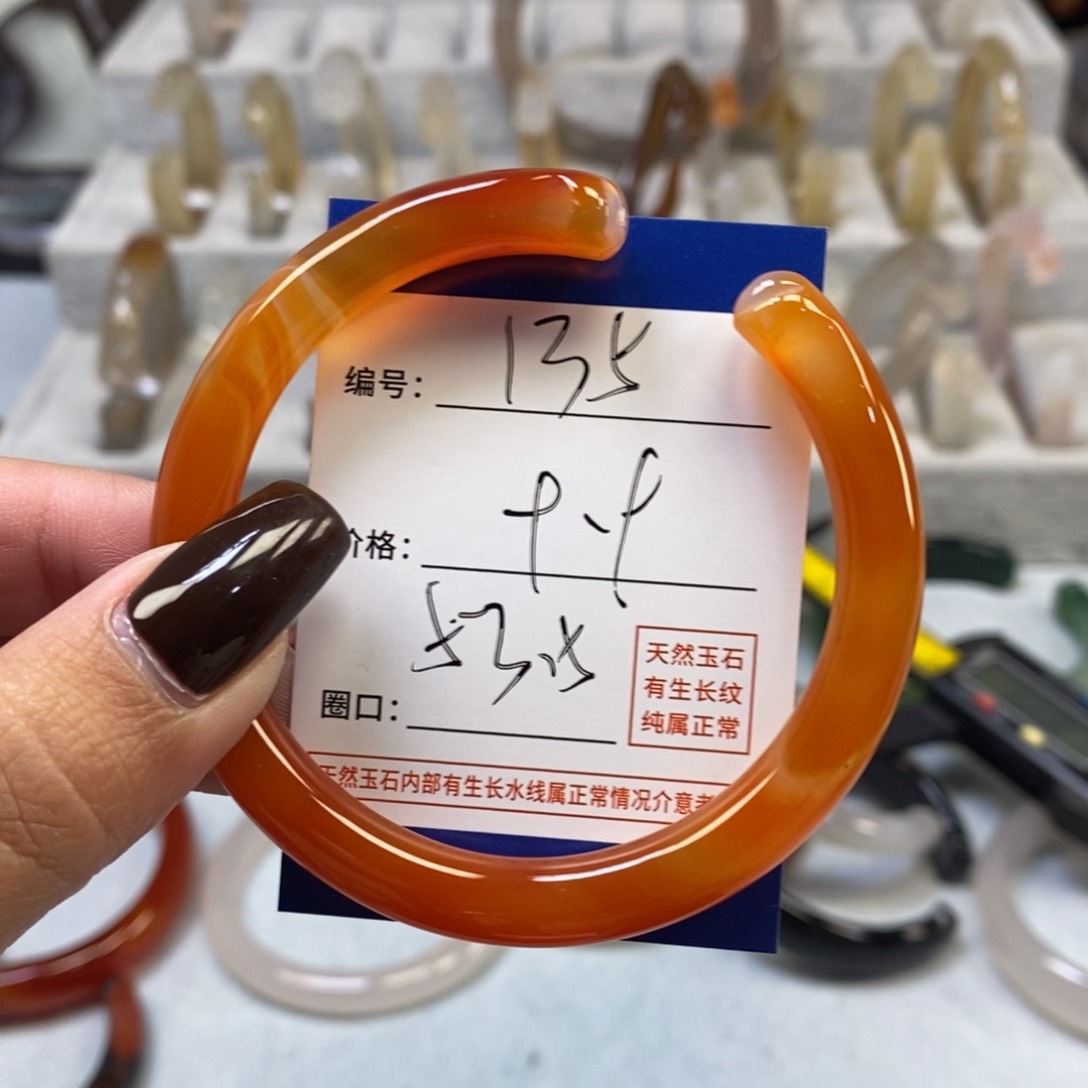 编号： 135
价格：
圈口： 53.5
天然玉石
有生长纹
纯属正常
天然玉石内部有生长水线属正常情况介意者